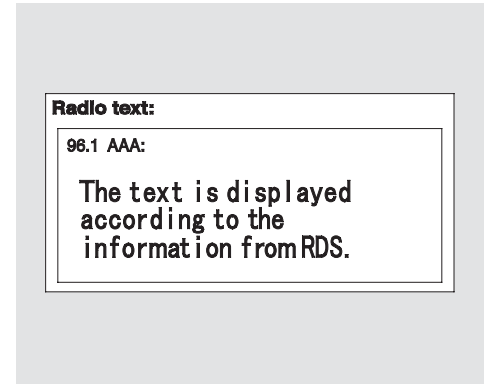 Radio text:
96.1 AAA:
The text is displayed
according to the
information from RDS.